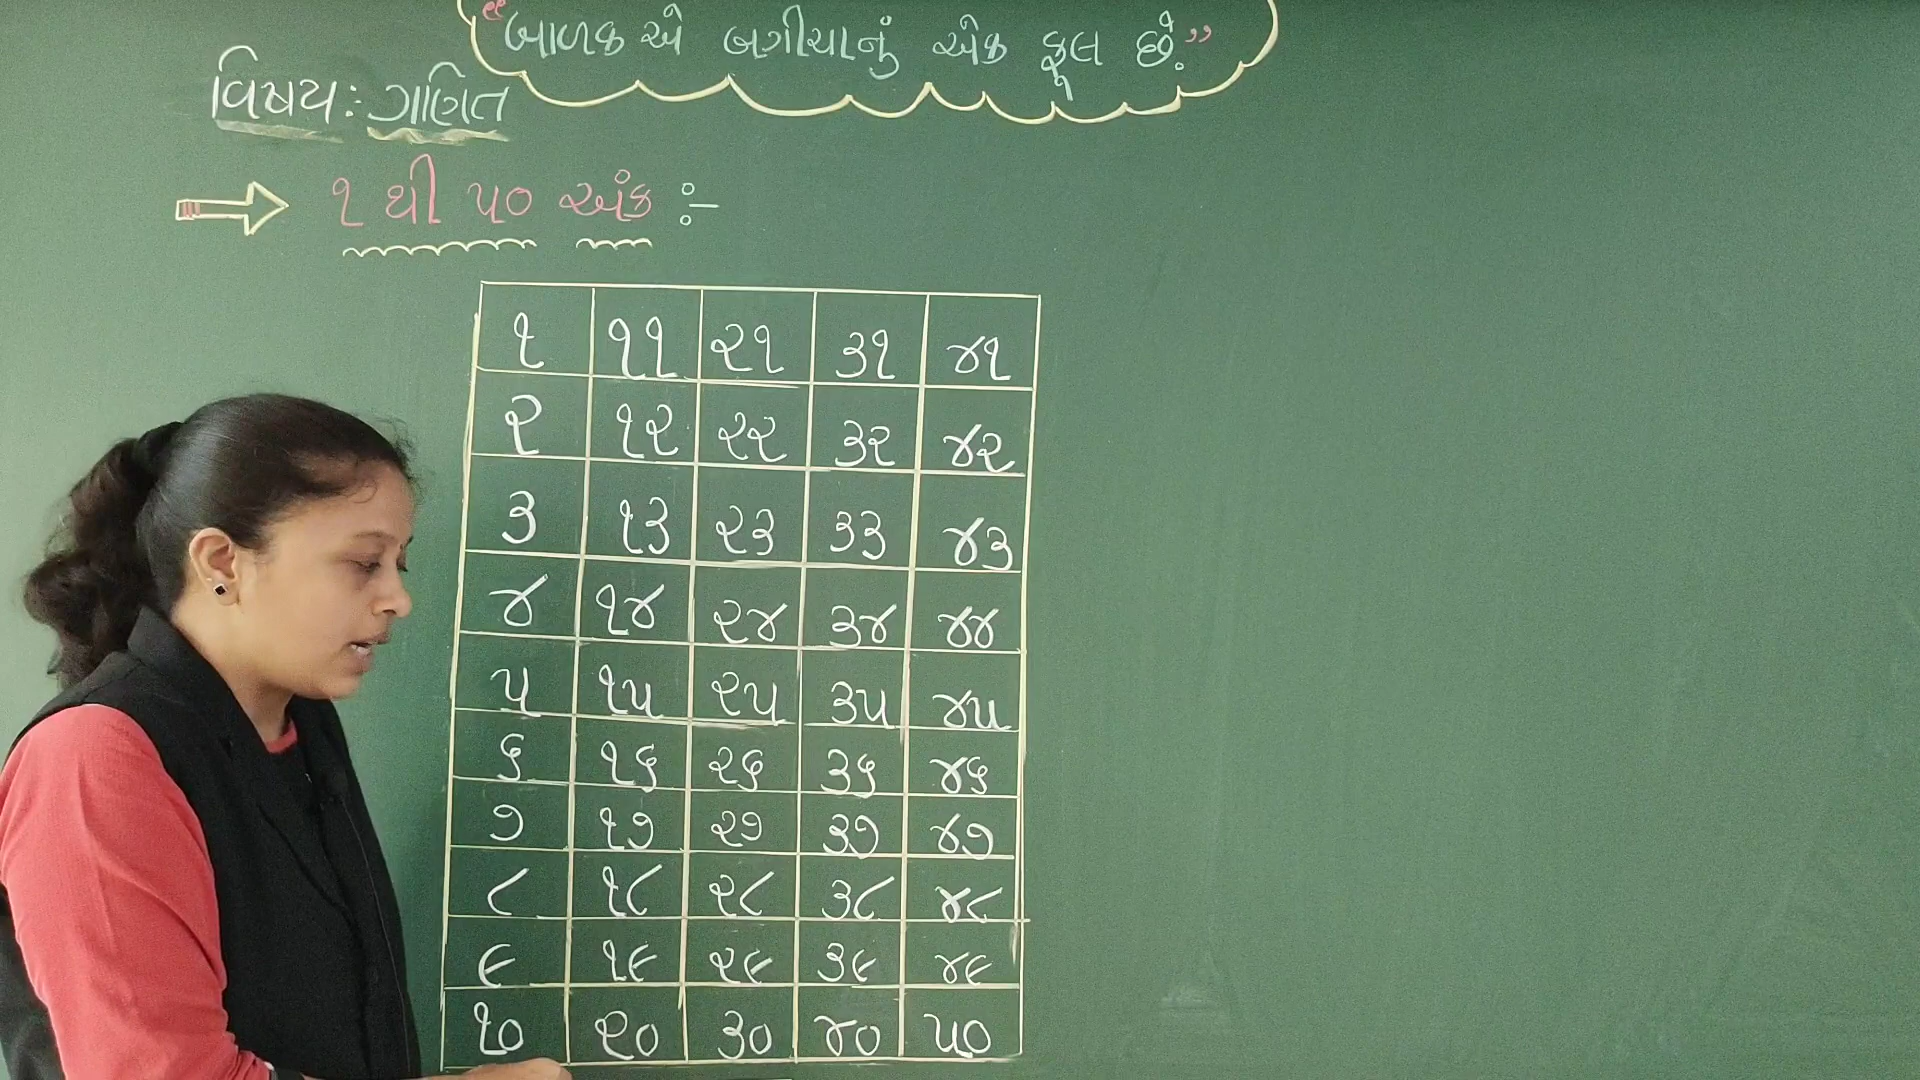 “બાળક એ બગીચાનું એક ફૂલ છે.”
વિષય:- ગણિત
૧ થી ૫૦ અંક :-
૧ ૧૧ ૨૧ ૩૧ ૪૧
૨ ૧૨ ૨૨ ૩૨ ૪૨
૩ ૧૩ ૨૩ ૩૩ ૪૩
૪ ૧૪ ૨૪ ૩૪ ૪૪
૫ ૧૫ ૨૫ ૩૫ ૪૫
૬ ૧૬ ૨૬ ૩૬ ૪૬
૭ ૧૭ ૨૭ ૩૭ ૪૭
૮ ૧૮ ૨૮ ૩૮ ૪૮
૯ ૧૯ ૨૯ ૩૯ ૪૯
૧૦ ૨૦ ૩૦ ૪૦ ૫૦